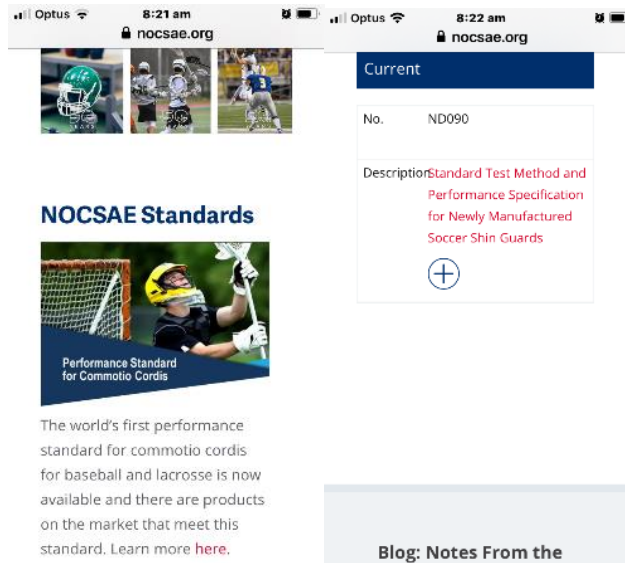 Optus
8:21 am
nocsae.org
NOCSAE Standards
Performance Standard
for Commotio Cordis
The world's first performance
standard for commotio cordis
for baseball and lacrosse is now
available and there are products
on the market that meet this
standard. Learn more here.
Optus
8:22 am
nocsae.org
Current
No. ND090
Description Standard Test Method and
Performance Specification
for Newly Manufactured
Soccer Shin Guards
Blog: Notes From the